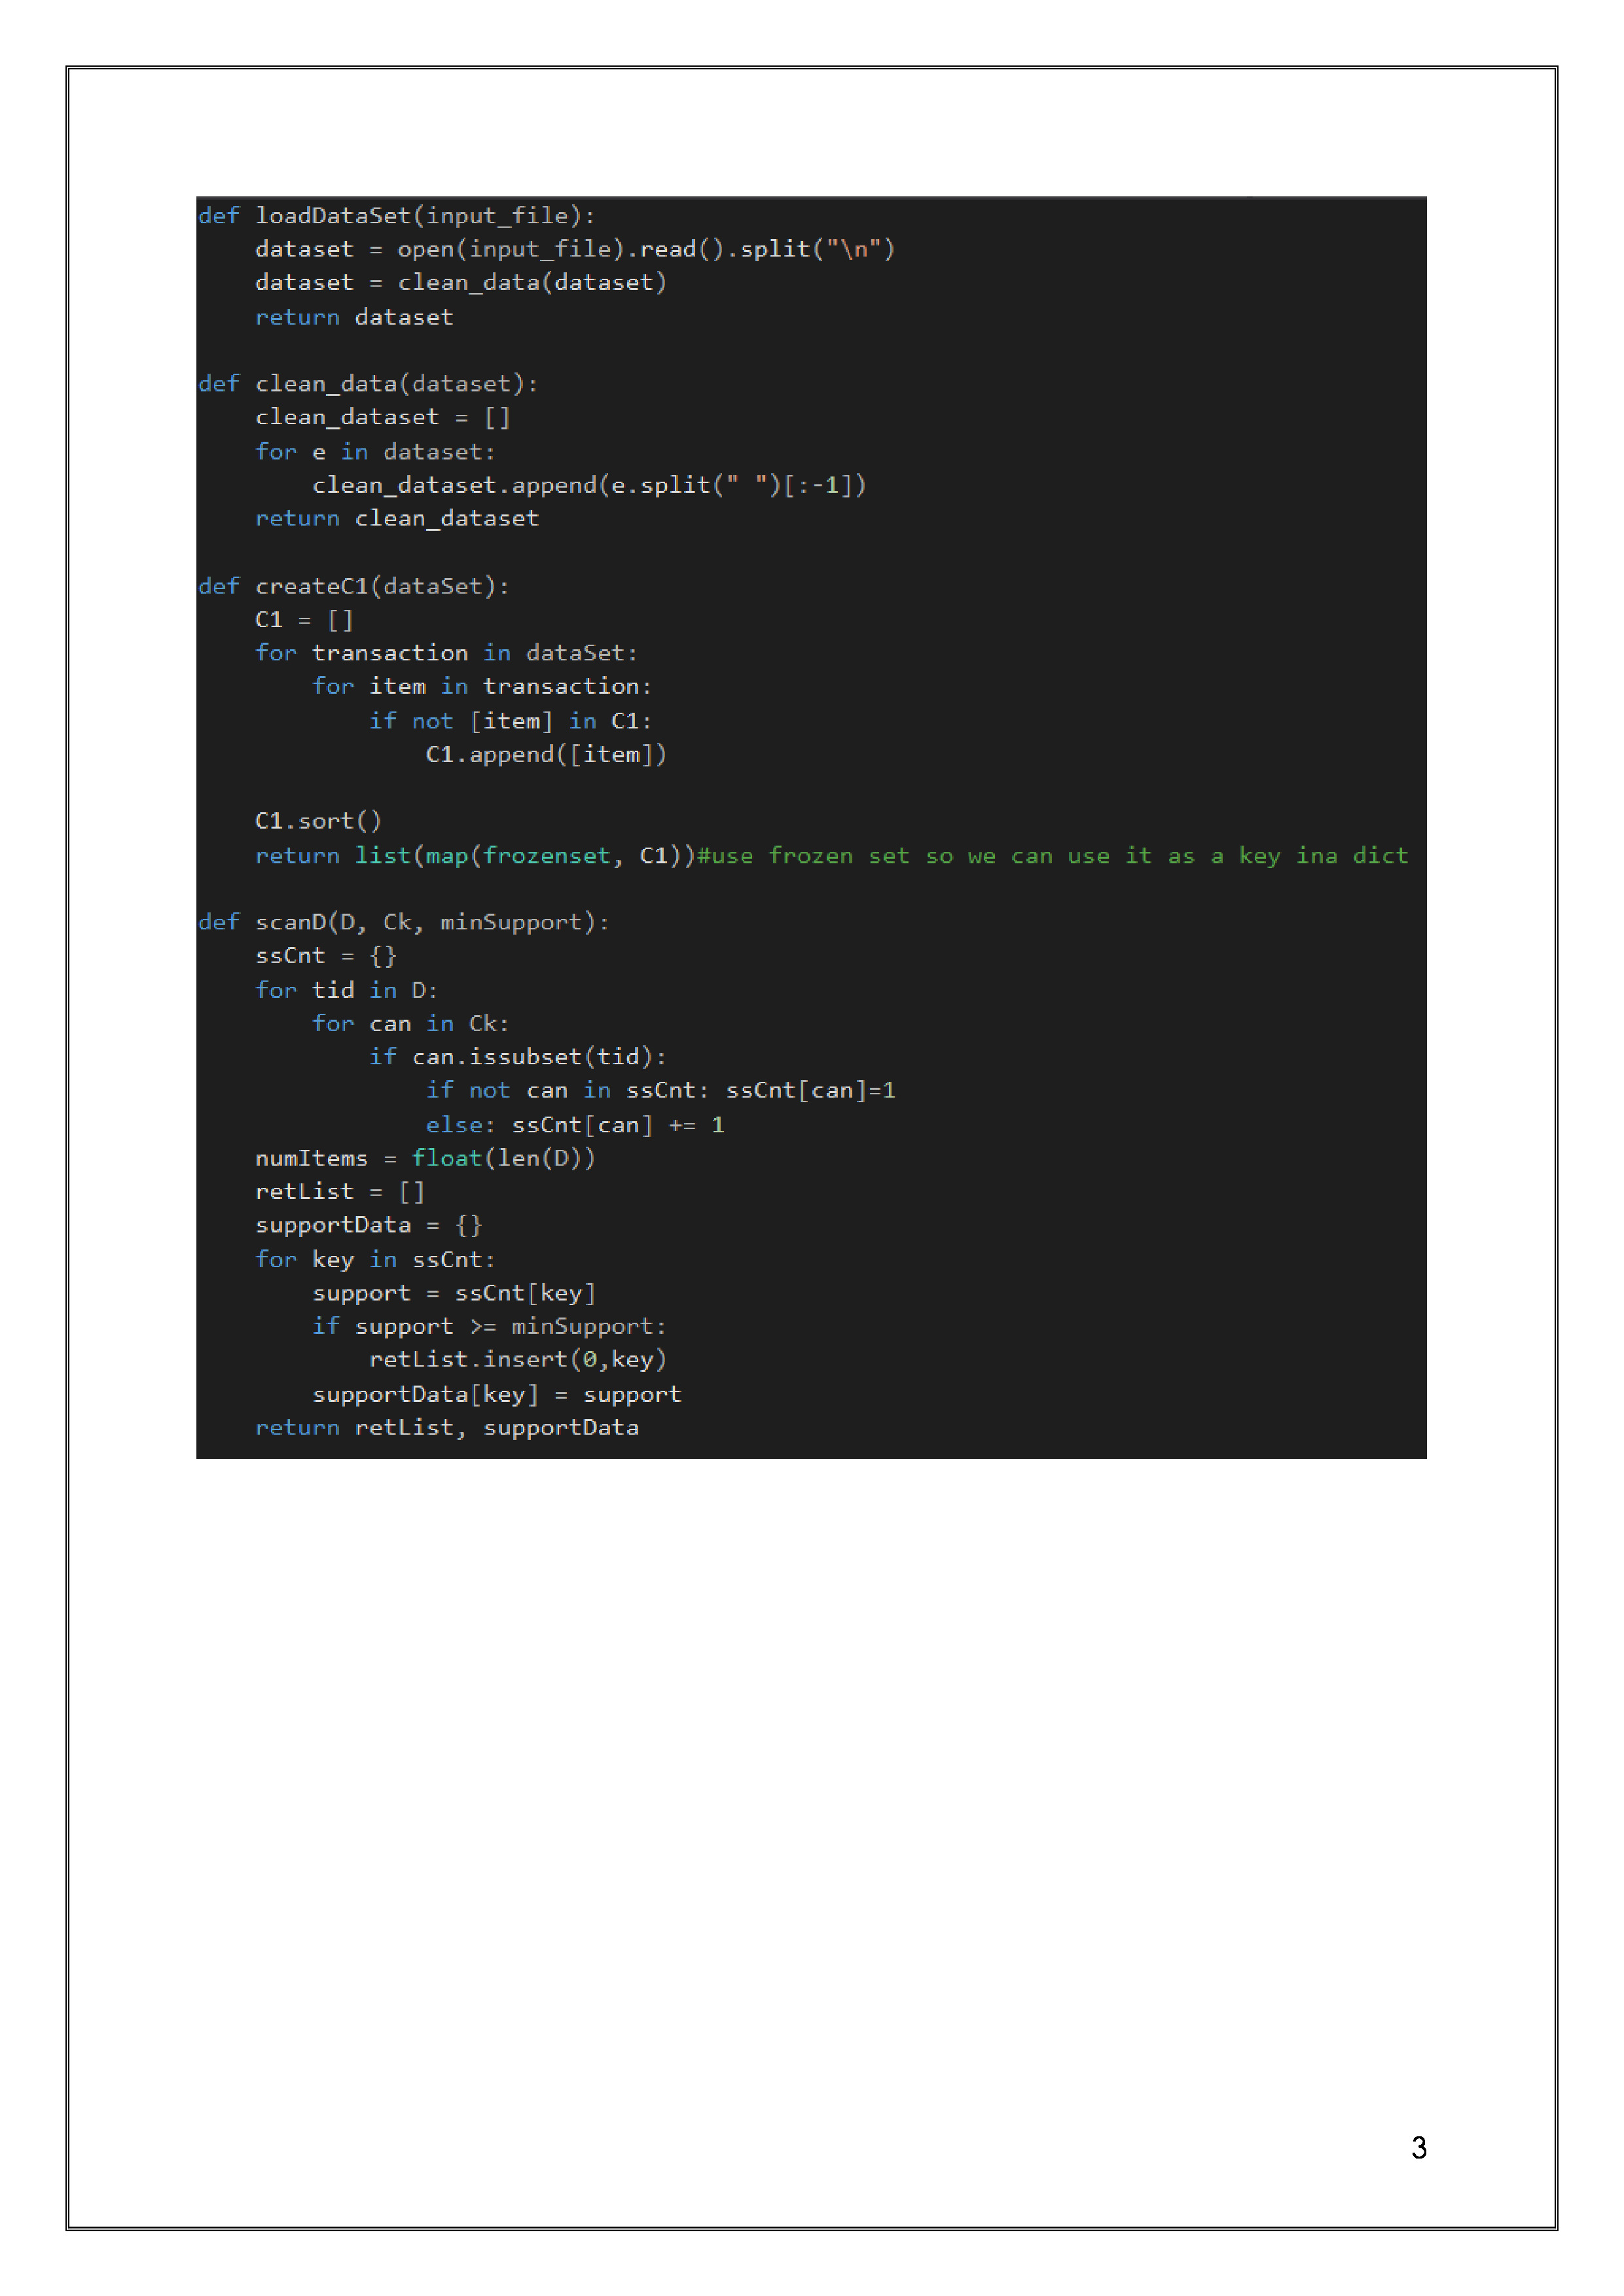 def loadDataSet(input_file):
    dataset = open(input_file).read().split("\n")
    dataset = clean_data(dataset)
    return dataset

def clean_data(dataset):
    clean_dataset = []
    for e in dataset:
        clean_dataset.append(e.split(" ")[:-1])
    return clean_dataset

def createC1(dataSet):
    C1 = []
    for transaction in dataSet:
        for item in transaction:
            if not [item] in C1:
                C1.append([item])

    C1.sort()
    return list(map(frozenset, C1))#use frozen set so we can use it as a key ina dict

def scanD(D, Ck, minSupport):
    ssCnt = {}
    for tid in D:
        for can in Ck:
            if can.issubset(tid):
                if not can in ssCnt: ssCnt[can]=1
                else: ssCnt[can] += 1
    numItems = float(len(D))
    retList = []
    supportData = {}
    for key in ssCnt:
        support = ssCnt[key]
        if support >= minSupport:
            retList.insert(0,key)
        supportData[key] = support
    return retList, supportData
3